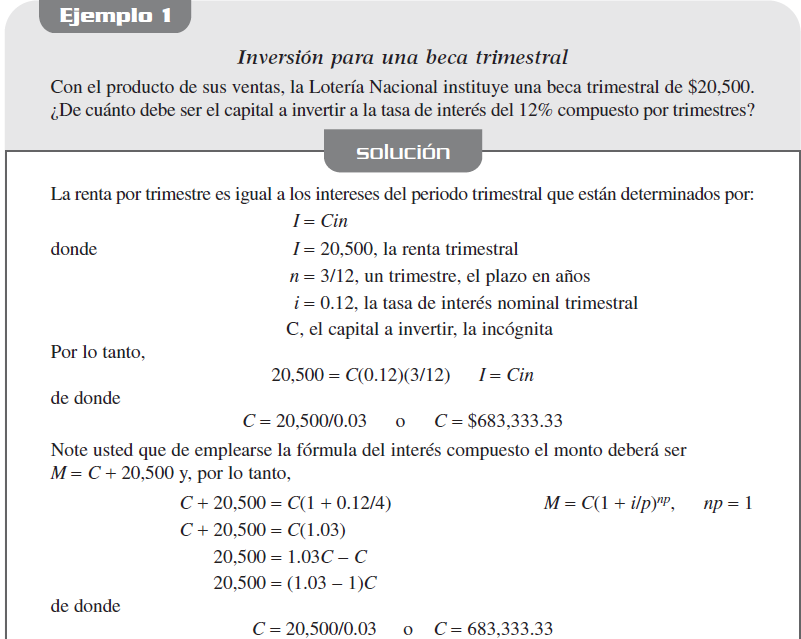 Ejemplo 1
Inversión para una beca trimestral
Con el producto de sus ventas, la Lotería Nacional instituye una beca trimestral de $20,500.
¿De cuánto debe ser el capital a invertir a la tasa de interés del 12% compuesto por trimestres?
solución
La renta por trimestre es igual a los intereses del periodo trimestral que están determinados por:
I = Cin
donde I = 20,500, la renta trimestral
n = 3/12, un trimestre, el plazo en años
i = 0.12, la tasa de interés nominal trimestral
C, el capital a invertir, la incógnita
Por lo tanto,
20,500 = C(0.12)(3/12) I = Cin
de donde
C = 20,500/0.03 o C = $683,333.33
Note usted que de emplearse la fórmula del interés compuesto el monto deberá ser
M = C + 20,500 y, por lo tanto,
C + 20,500 = C(1 + 0.12/4) M = C(1 + i/p)ⁿᵖ, np = 1
C + 20,500 = C(1.03)
20,500 = 1.03C – C
20,500 = (1.03 – 1)C
de donde
C = 20,500/0.03 o C = 683,333.33